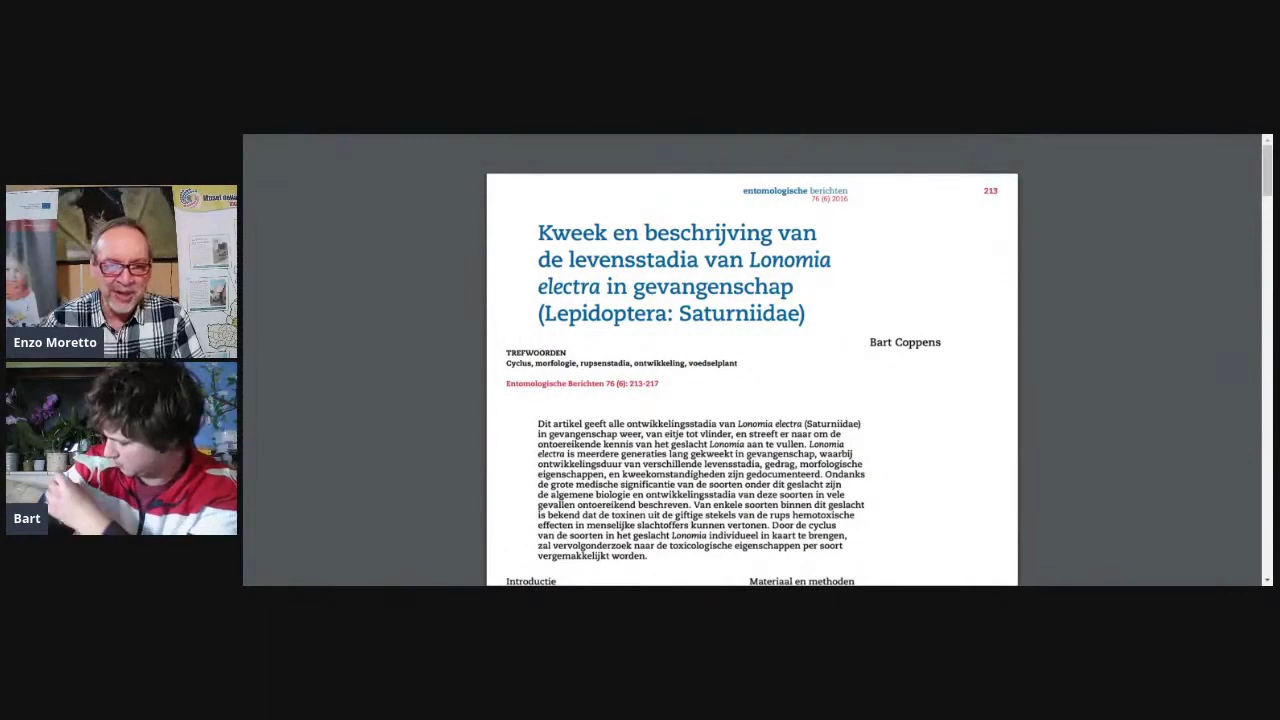 Enzo Moretto
Bart
entomologische berichten
76 (6) 2016
213
Kweek en beschrijving van
de levensstadia van Lonomia
electra in gevangenschap
(Lepidoptera: Saturniidae)
Bart Coppens
TREFWOORDEN
Cyclus, morfologie, rupsenstadia, ontwikkeling, voedselplant
Entomologische Berichten 76 (6): 213-217
Dit artikel geeft alle ontwikkelingsstadia van Lonomia electra (Saturniidae)
in gevangenschap weer, van eitje tot vlinder, en streeft er naar om de
ontoereikende kennis van het geslacht Lonomia aan te vullen. Lonomia
electra is meerdere generaties lang gekweekt in gevangenschap, waarbij
ontwikkelingsduur van verschillende levensstadia, gedrag, morfologische
eigenschappen, en kweekomstandigheden zijn gedocumenteerd. Ondanks
de grote medische significantie van de soorten onder dit geslacht zijn
de algemene biologie en ontwikkelingsstadia van deze soorten in vele
gevallen ontoereikend beschreven. Van enkele soorten binnen dit geslacht
is bekend dat de toxinen uit de giftige stekels van de rups hemotoxische
effecten in menselijke slachtoffers kunnen vertonen. Door de cyclus
van de soorten in het geslacht Lonomia individueel in kaart te brengen,
zal vervolgonderzoek naar de toxicologische eigenschappen per soort
vergemakkelijkt worden.
Introductie
Materiaal en methoden